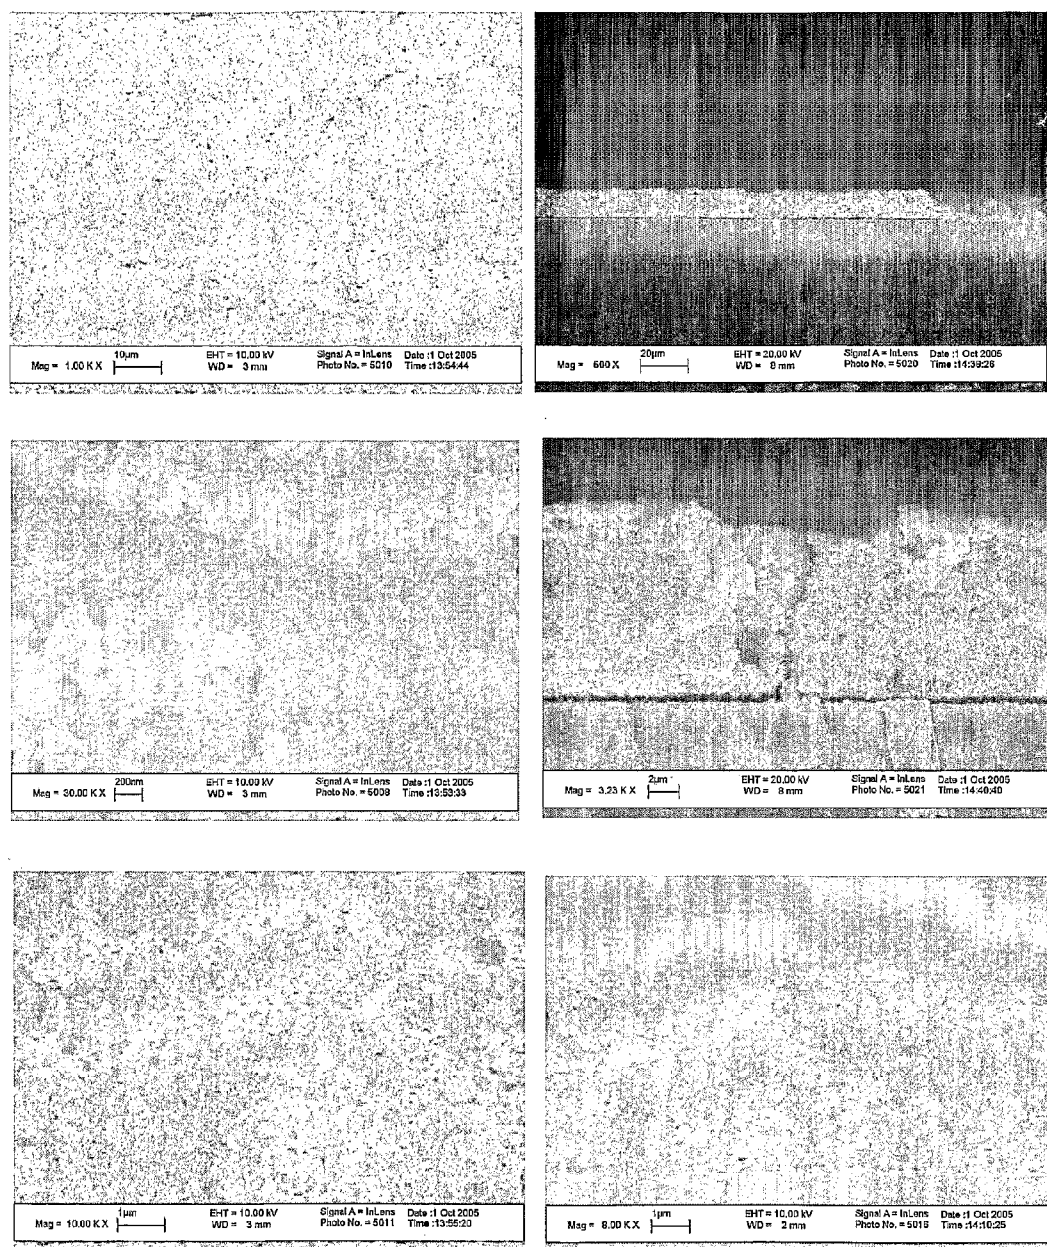 10µm
EHT = 10.00 kV
Signal A = InLens
Date :1 Oct 2005
Mag = 1.00 K X
WD = 3 mm
Photo No. = 5010
Time :13:54:44
20µm
EHT = 20.00 kV
Signal A = InLens
Date :1 Oct 2005
Mag = 600 X
WD = 8 mm
Photo No. = 5020
Time :14:39:26
200nm
EHT = 10.00 kV
Signal A = InLens
Date :1 Oct 2005
Mag = 30.00 K X
WD = 3 mm
Photo No. = 5008
Time :13:53:33
2µm
EHT = 20.00 kV
Signal A = InLens
Date :1 Oct 2005
Mag = 3.23 K X
WD = 8 mm
Photo No. = 5021
Time :14:40:40
1µm
EHT = 10.00 kV
Signal A = InLens
Date :1 Oct 2005
Mag = 10.00 K X
WD = 3 mm
Photo No. = 5011
Time :13:55:20
1µm
EHT = 10.00 kV
Signal A = InLens
Date :1 Oct 2005
Mag = 8.00 K X
WD = 2 mm
Photo No. = 5016
Time :14:10:25